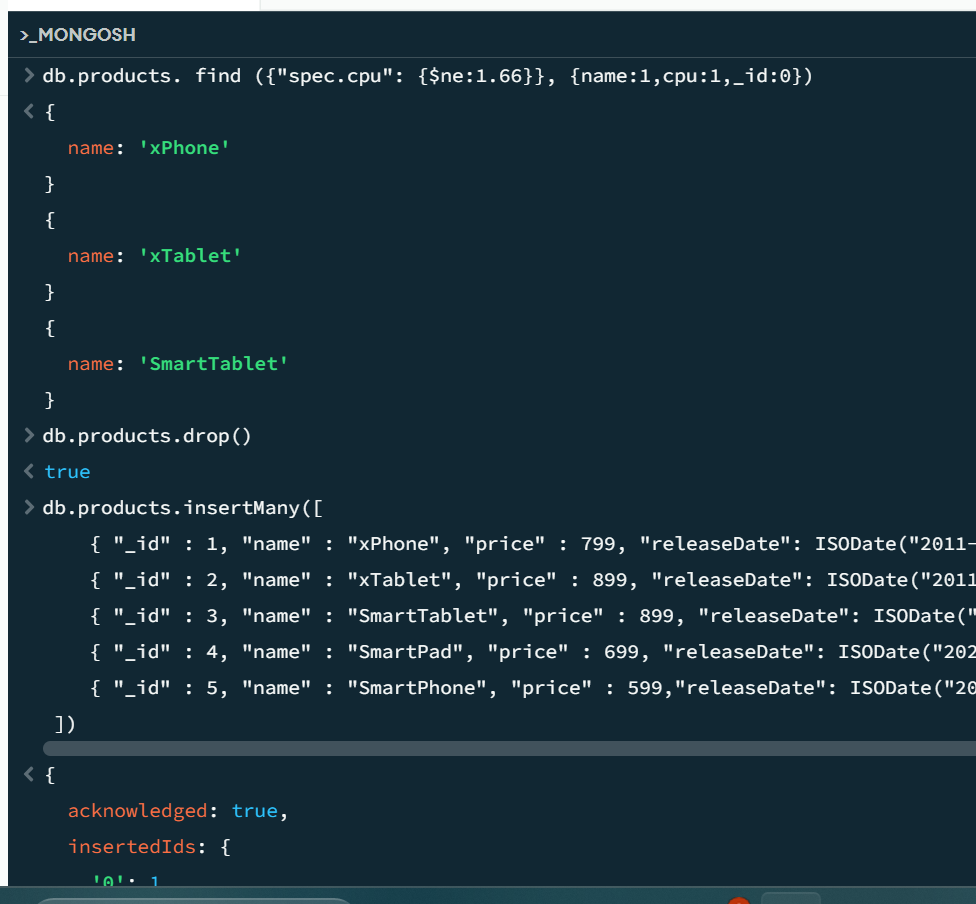 >_MONGOSH
> db.products. find ({"spec.cpu": {$ne:1.66}}, {name:1,cpu:1,_id:0})
< {
name: 'xPhone'
}
{
name: 'xTablet'
}
{
name: 'SmartTablet'
}
> db.products.drop()
< true
> db.products.insertMany([
{ "_id" : 1, "name" : "xPhone", "price" : 799, "releaseDate": ISODate("2011-
{ "_id" : 2, "name" : "xTablet", "price" : 899, "releaseDate": ISODate("2011
{ "_id" : 3, "name" : "SmartTablet", "price" : 899, "releaseDate": ISODate("
{ "_id" : 4, "name" : "SmartPad", "price" : 699, "releaseDate": ISODate("202
{ "_id" : 5, "name" : "SmartPhone", "price" : 599,"releaseDate": ISODate("20
])
< {
acknowledged: true,
insertedIds: {
'0': 1